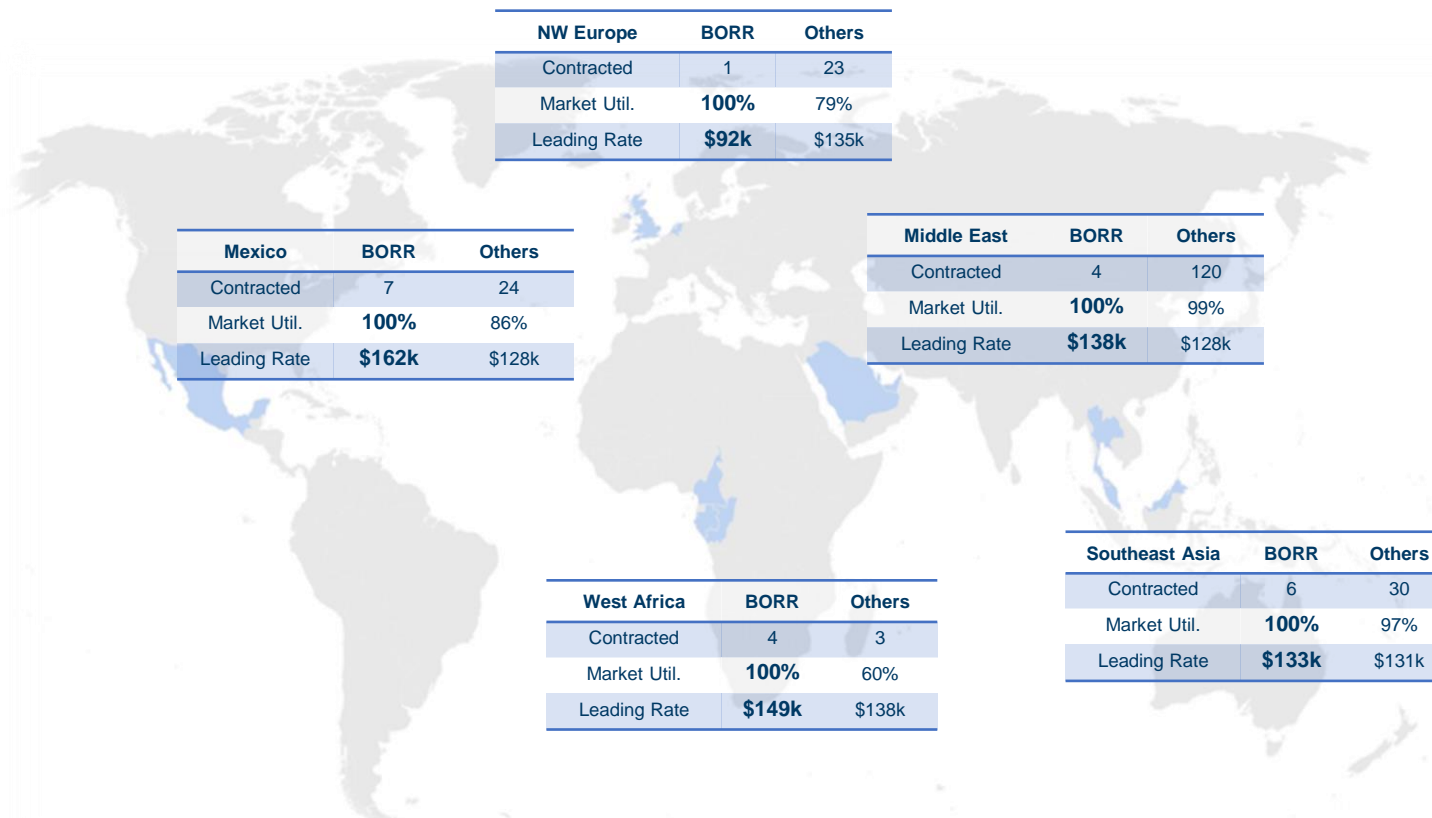 NW Europe BORR Others
Contracted 1 23
Market Util. 100% 79%
Leading Rate $92k $135k
Mexico BORR Others
Contracted 7 24
Market Util. 100% 86%
Leading Rate $162k $128k
Middle East BORR Others
Contracted 4 120
Market Util. 100% 99%
Leading Rate $138k $128k
West Africa BORR Others
Contracted 4 3
Market Util. 100% 60%
Leading Rate $149k $138k
Southeast Asia BORR Others
Contracted 6 30
Market Util. 100% 97%
Leading Rate $133k $131k